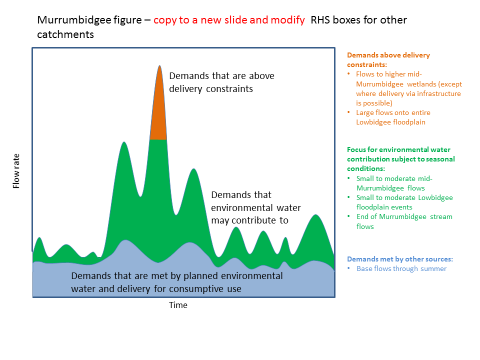 Murrumbidgee figure – copy to a new slide and modify RHS boxes for other
catchments
Demands that are above
delivery constraints
Demands that
environmental water
may contribute to
Demands that are met by planned environmental
water and delivery for consumptive use
Flow rate
Time
Demands above delivery
constraints:
• Flows to higher mid-
Murrumbidgee wetlands (except
where delivery via infrastructure
is possible)
• Large flows onto entire
Lowbidgee floodplain
Focus for environmental water
contribution subject to seasonal
conditions:
• Small to moderate mid-
Murrumbidgee flows
• Small to moderate Lowbidgee
floodplain events
• End of Murrumbidgee stream
flows
Demands met by other sources:
• Base flows through summer